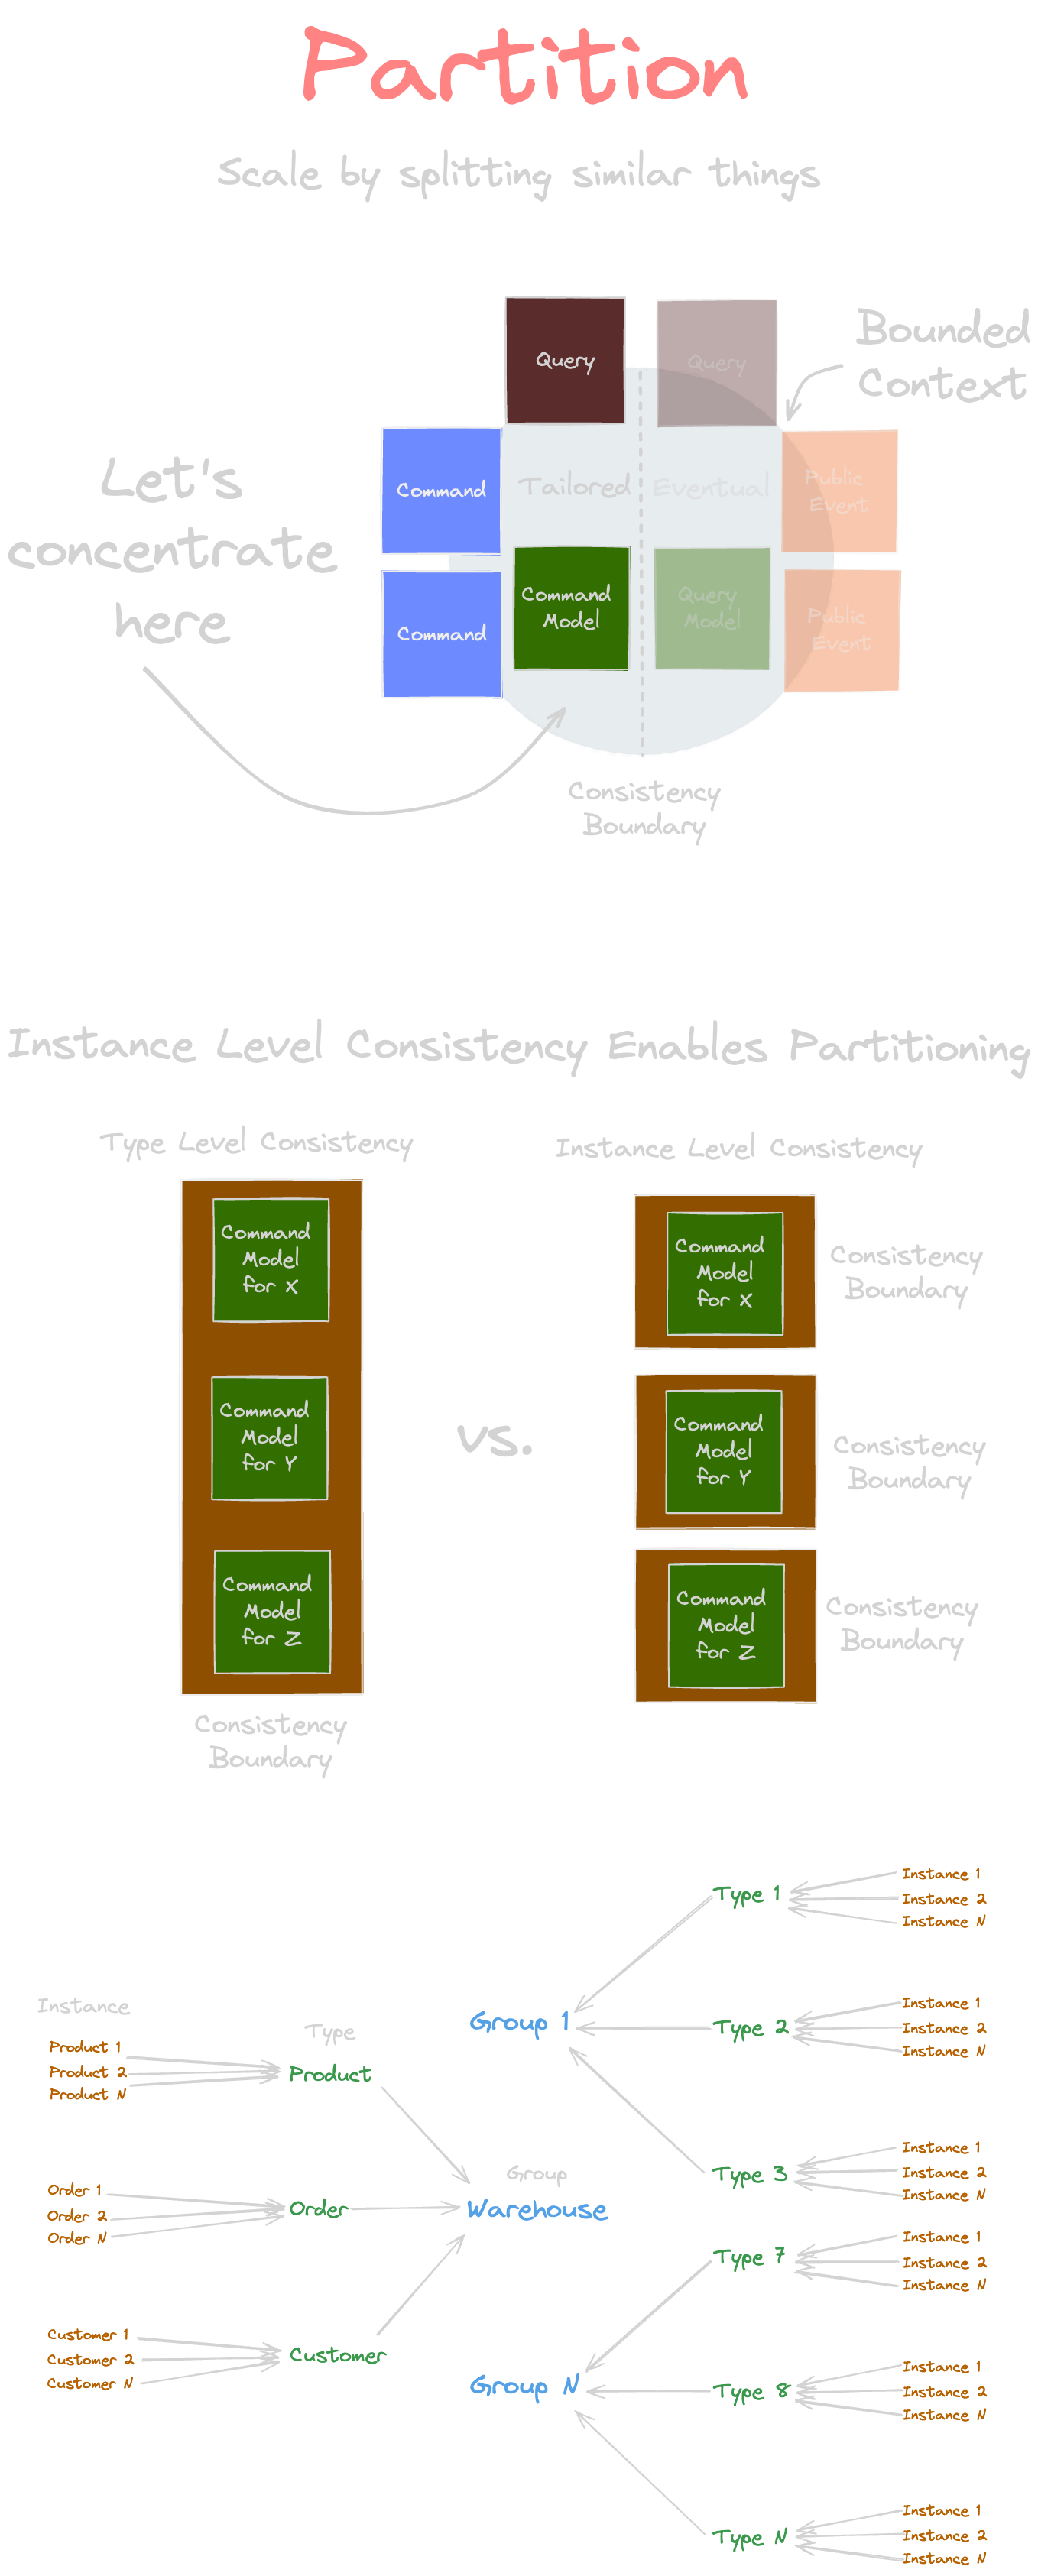 Partition
Scale by splitting similar things
Bounded
Context
Query
Query
Let's
concentrate
here
Command
Tailored
Eventual
Public
Event
Command
Command
Model
Query
Model
Public
Event
Consistency
Boundary
Instance Level Consistency Enables Partitioning
Type Level Consistency
Command
Model
for X
Command
Model
for Y
Command
Model
for Z
Consistency
Boundary
vs.
Instance Level Consistency
Command
Model
for X
Consistency
Boundary
Command
Model
for Y
Consistency
Boundary
Command
Model
for Z
Consistency
Boundary
Instance
Product 1
Product 2
Product N
Type
Product
Order 1
Order 2
Order N
Order
Customer 1
Customer 2
Customer N
Customer
Group
Warehouse
Group 1
Type 1
Instance 1
Instance 2
Instance N
Type 2
Instance 1
Instance 2
Instance N
Type 3
Instance 1
Instance 2
Instance N
Group N
Type 7
Instance 1
Instance 2
Instance N
Type 8
Instance 1
Instance 2
Instance N
Type N
Instance 1
Instance 2
Instance N